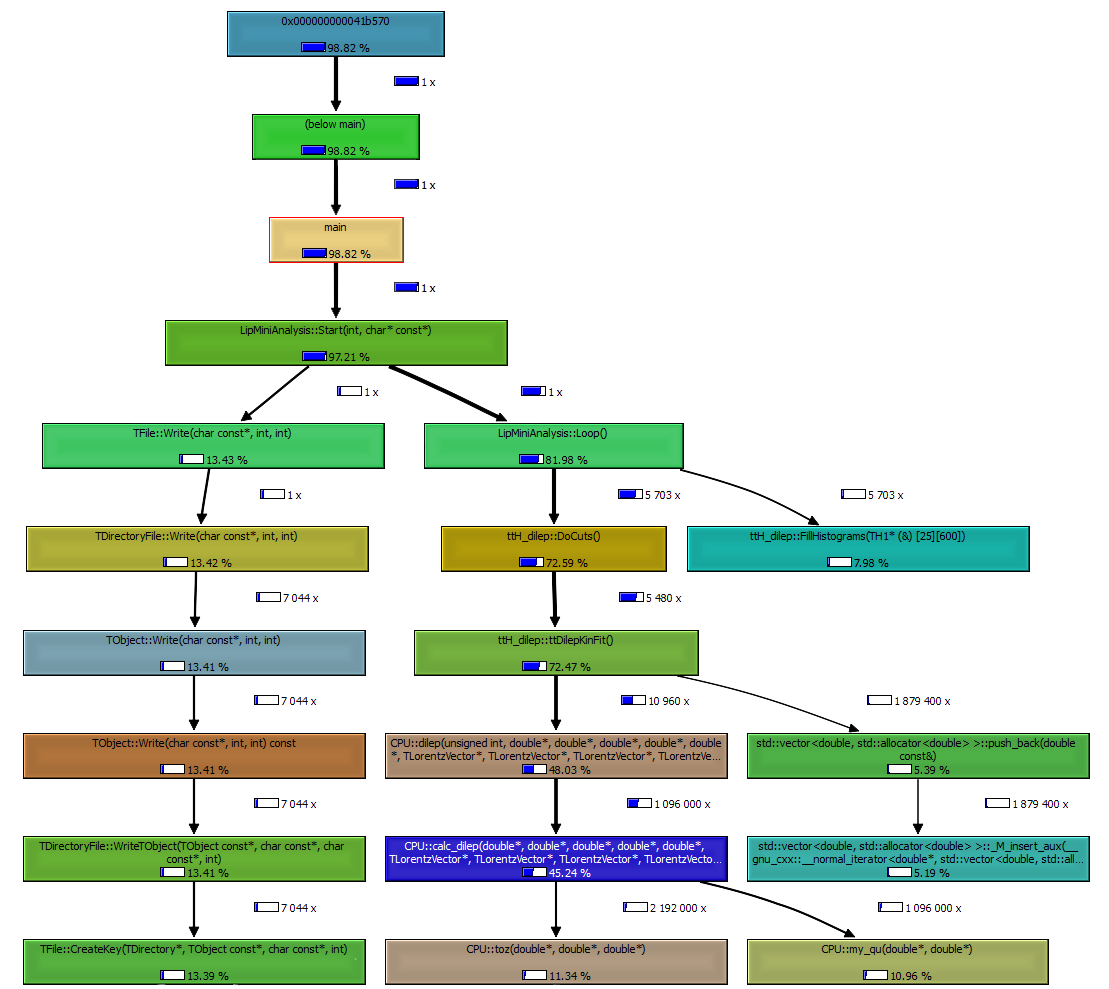 0x000000000041b570
98.82 %
1 x
(below main)
98.82 %
1 x
main
98.82 %
1 x
LipMiniAnalysis::Start(int, char* const*)
97.21 %
1 x
1 x
TFile::Write(char const*, int, int)
13.43 %
LipMiniAnalysis::Loop()
81.98 %
1 x
5 703 x
5 703 x
TDirectoryFile::Write(char const*, int, int)
13.42 %
ttH_dilep::DoCuts()
72.59 %
ttH_dilep::FillHistograms(TH1* (&) [25][600])
7.98 %
7 044 x
5 480 x
TObject::Write(char const*, int, int)
13.41 %
ttH_dilep::ttDilepKinFit()
72.47 %
7 044 x
10 960 x
1 879 400 x
TObject::Write(char const*, int, int) const
13.41 %
CPU::dilep(unsigned int, double*, double*, double*, double*, double
*, TLorentzVector*, TLorentzVector*, TLorentzVector*, TLorentzVe...
48.03 %
std::vector<double, std::allocator<double> >::push_back(double
const&)
5.39 %
7 044 x
1 096 000 x
1 879 400 x
TDirectoryFile::WriteTObject(TObject const*, char const*, char
const*, int)
13.41 %
CPU::calc_dilep(double*, double*, double*, double*, double*,
TLorentzVector*, TLorentzVector*, TLorentzVector*, TLorentzVecto...
45.24 %
std::vector<double, std::allocator<double> >::_M_insert_aux(__
gnu_cxx::__normal_iterator<double*, std::vector<double, std::all...
5.19 %
7 044 x
2 192 000 x
1 096 000 x
TFile::CreateKey(TDirectory*, TObject const*, char const*, int)
13.39 %
CPU::toz(double*, double*, double*)
11.34 %
CPU::my_qu(double*, double*)
10.96 %